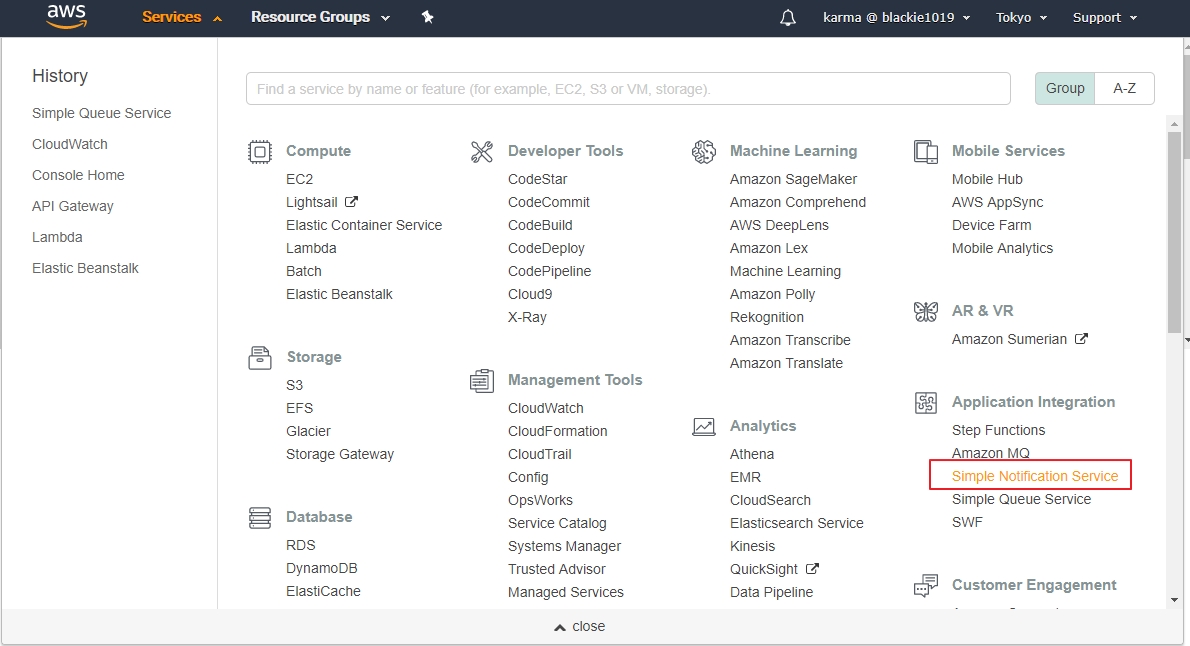 aws
Services
Resource Groups
karma @ blackie1019
Tokyo
Support
History
Simple Queue Service
CloudWatch
Console Home
API Gateway
Lambda
Elastic Beanstalk
Find a service by name or feature (for example, EC2, S3 or VM, storage).
Group
A-Z
Compute
EC2
Lightsail
Elastic Container Service
Lambda
Batch
Elastic Beanstalk
Storage
S3
EFS
Glacier
Storage Gateway
Database
RDS
DynamoDB
ElastiCache
Developer Tools
CodeStar
CodeCommit
CodeBuild
CodeDeploy
CodePipeline
Cloud9
X-Ray
Management Tools
CloudWatch
CloudFormation
CloudTrail
Config
OpsWorks
Service Catalog
Systems Manager
Trusted Advisor
Managed Services
Machine Learning
Amazon SageMaker
Amazon Comprehend
AWS DeepLens
Amazon Lex
Machine Learning
Amazon Polly
Rekognition
Amazon Transcribe
Amazon Translate
Analytics
Athena
EMR
CloudSearch
Elasticsearch Service
Kinesis
QuickSight
Data Pipeline
Mobile Services
Mobile Hub
AWS AppSync
Device Farm
Mobile Analytics
AR & VR
Amazon Sumerian
Application Integration
Step Functions
Amazon MQ
Simple Notification Service
Simple Queue Service
SWF
Customer Engagement
close